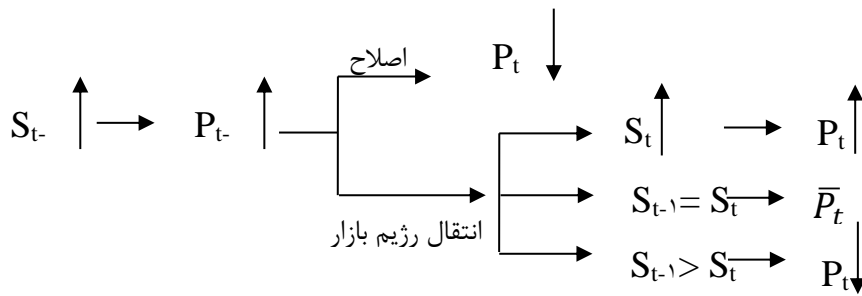 اصلاح
P_t
S_t- P_t-
S_t P_t
S_t-۱ = S_t P̅_t
انتقال رژیم بازار
S_t-۱ > S_t P_t